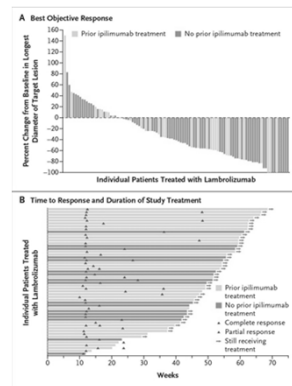 A Best Objective Response
Prior ipilimumab treatment
No prior ipilimumab treatment
Percent Change from Baseline in Longest
Diameter of Target Lesion
160
140
120
100
80
60
40
20
0
−20
−40
−60
−80
−100
Individual Patients Treated with Lambrolizumab
B Time to Response and Duration of Study Treatment
Individual Patients Treated
with Lambrolizumab
Prior ipilimumab
treatment
No prior ipilimumab
treatment
Complete response
Partial response
Still receiving
treatment
0
10
20
30
40
50
60
70
Weeks